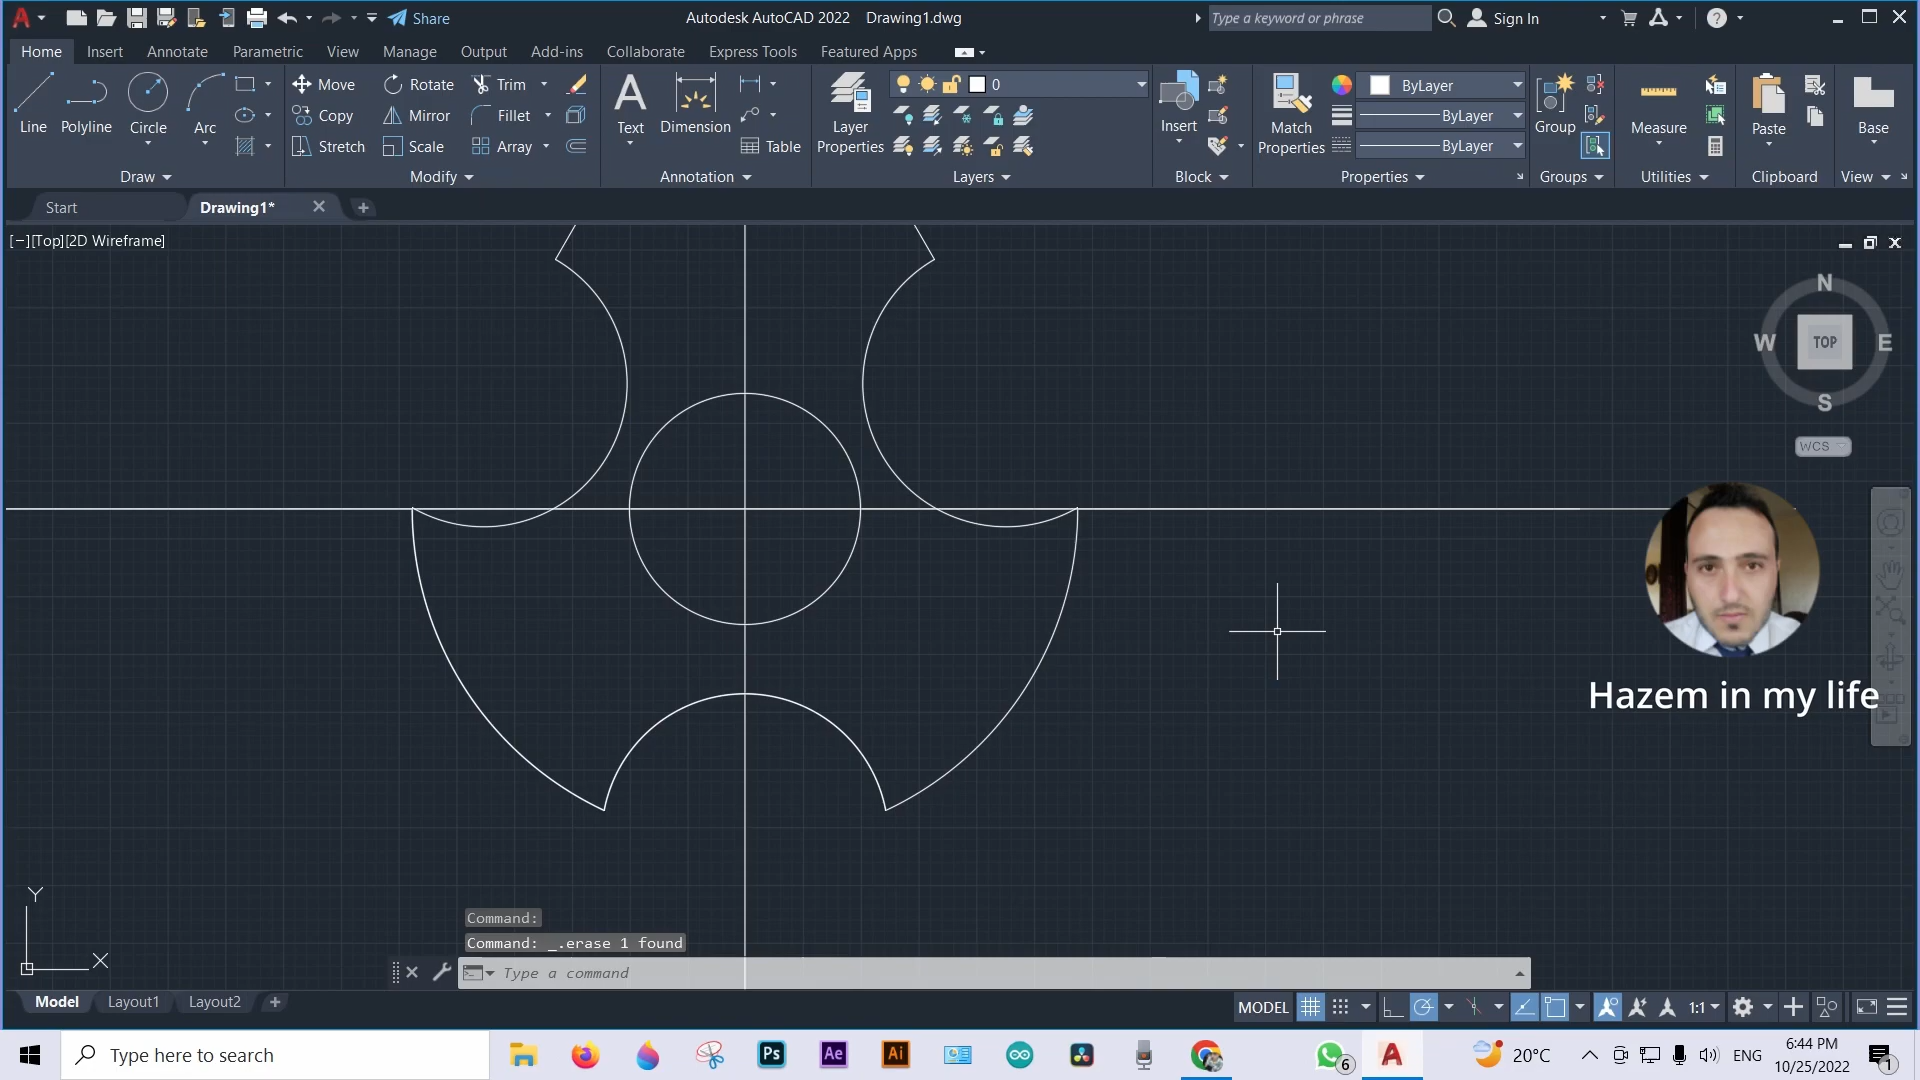 Share
Autodesk AutoCAD 2022 Drawing1.dwg
Type a keyword or phrase
Sign In
Home Insert Annotate Parametric View Manage Output Add-ins Collaborate Express Tools Featured Apps
Line Polyline Circle Arc
Draw
Move Rotate Trim
Copy Mirror Fillet
Stretch Scale Array
Modify
Text Dimension Table
Annotation
Layer Properties
0
Layers
Insert
Block
Match Properties
ByLayer
ByLayer
ByLayer
Properties
Group
Groups
Measure
Utilities
Paste
Clipboard
Base
View
Start Drawing1*
[−][Top][2D Wireframe]
N
W TOP E
S
WCS
Hazem in my life
Y
X
Command:
Command: _.erase 1 found
Type a command
Model Layout1 Layout2
MODEL 1:1
Type here to search
Ps Ae Ai
6
20°C
ENG
6:44 PM
10/25/2022
1